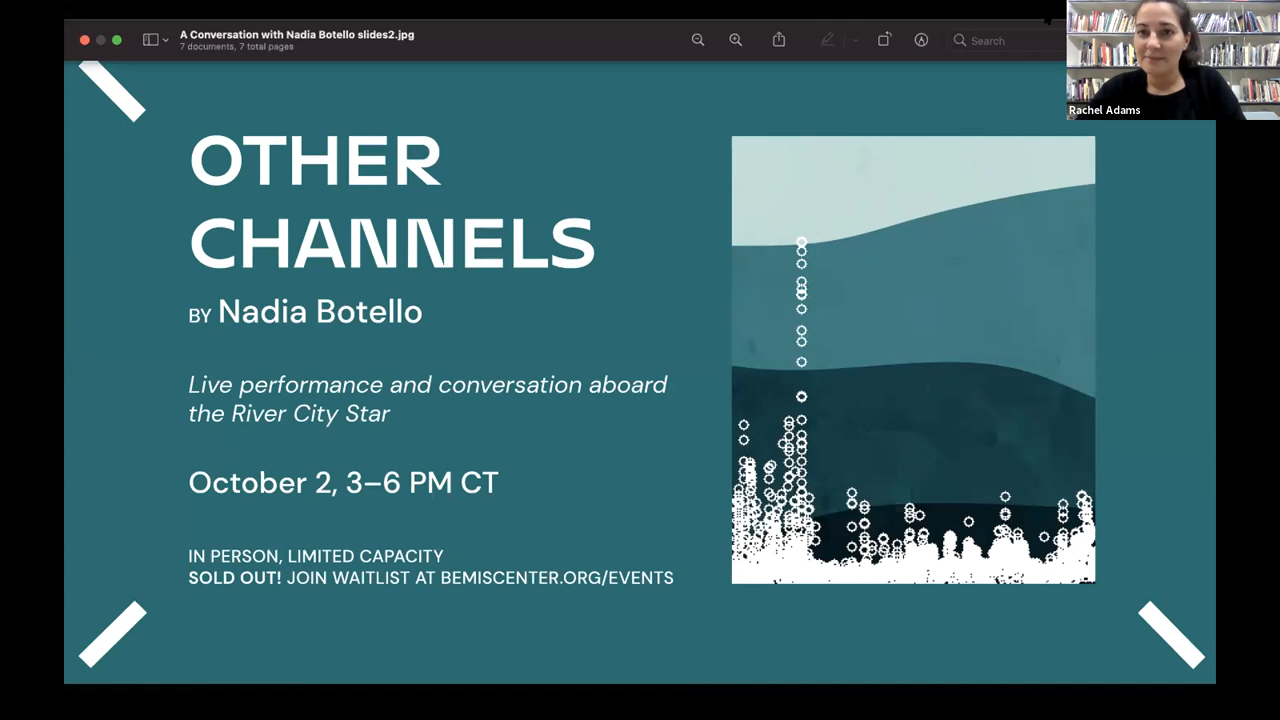 A Conversation with Nadia Botello slides2.jpg
7 documents, 7 total pages
Search
Rachel Adams
OTHER
CHANNELS
BY Nadia Botello
Live performance and conversation aboard
the River City Star
October 2, 3–6 PM CT
IN PERSON, LIMITED CAPACITY
SOLD OUT! JOIN WAITLIST AT BEMISCENTER.ORG/EVENTS